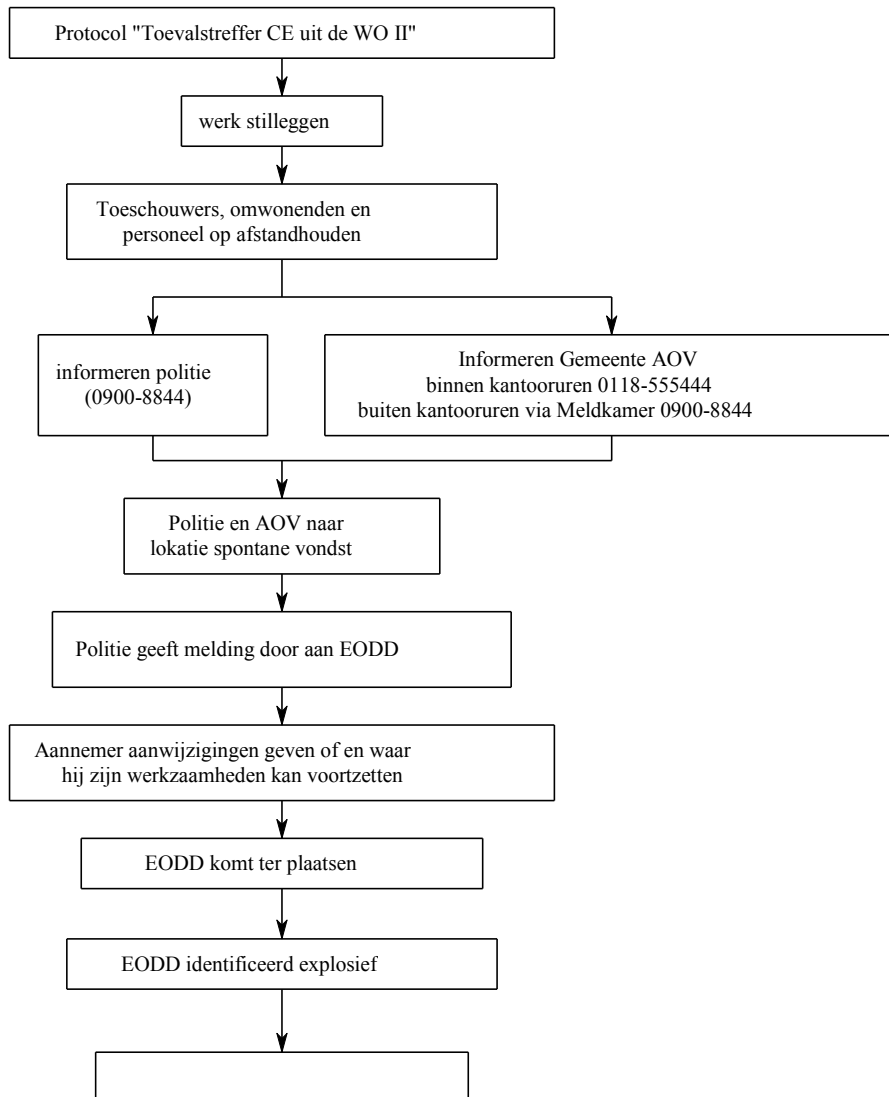 Protocol "Toevalstreffer CE uit de WO II"
werk stilleggen
Toeschouwers, omwonenden en
personeel op afstandhouden
informeren politie
(0900-8844)
Informeren Gemeente AOV
binnen kantooruren 0118-555444
buiten kantooruren via Meldkamer 0900-8844
Politie en AOV naar
lokatie spontane vondst
Politie geeft melding door aan EODD
Aannemer aanwijzigingen geven of en waar
hij zijn werkzaamheden kan voortzetten
EODD komt ter plaatsen
EODD identificeerd explosief